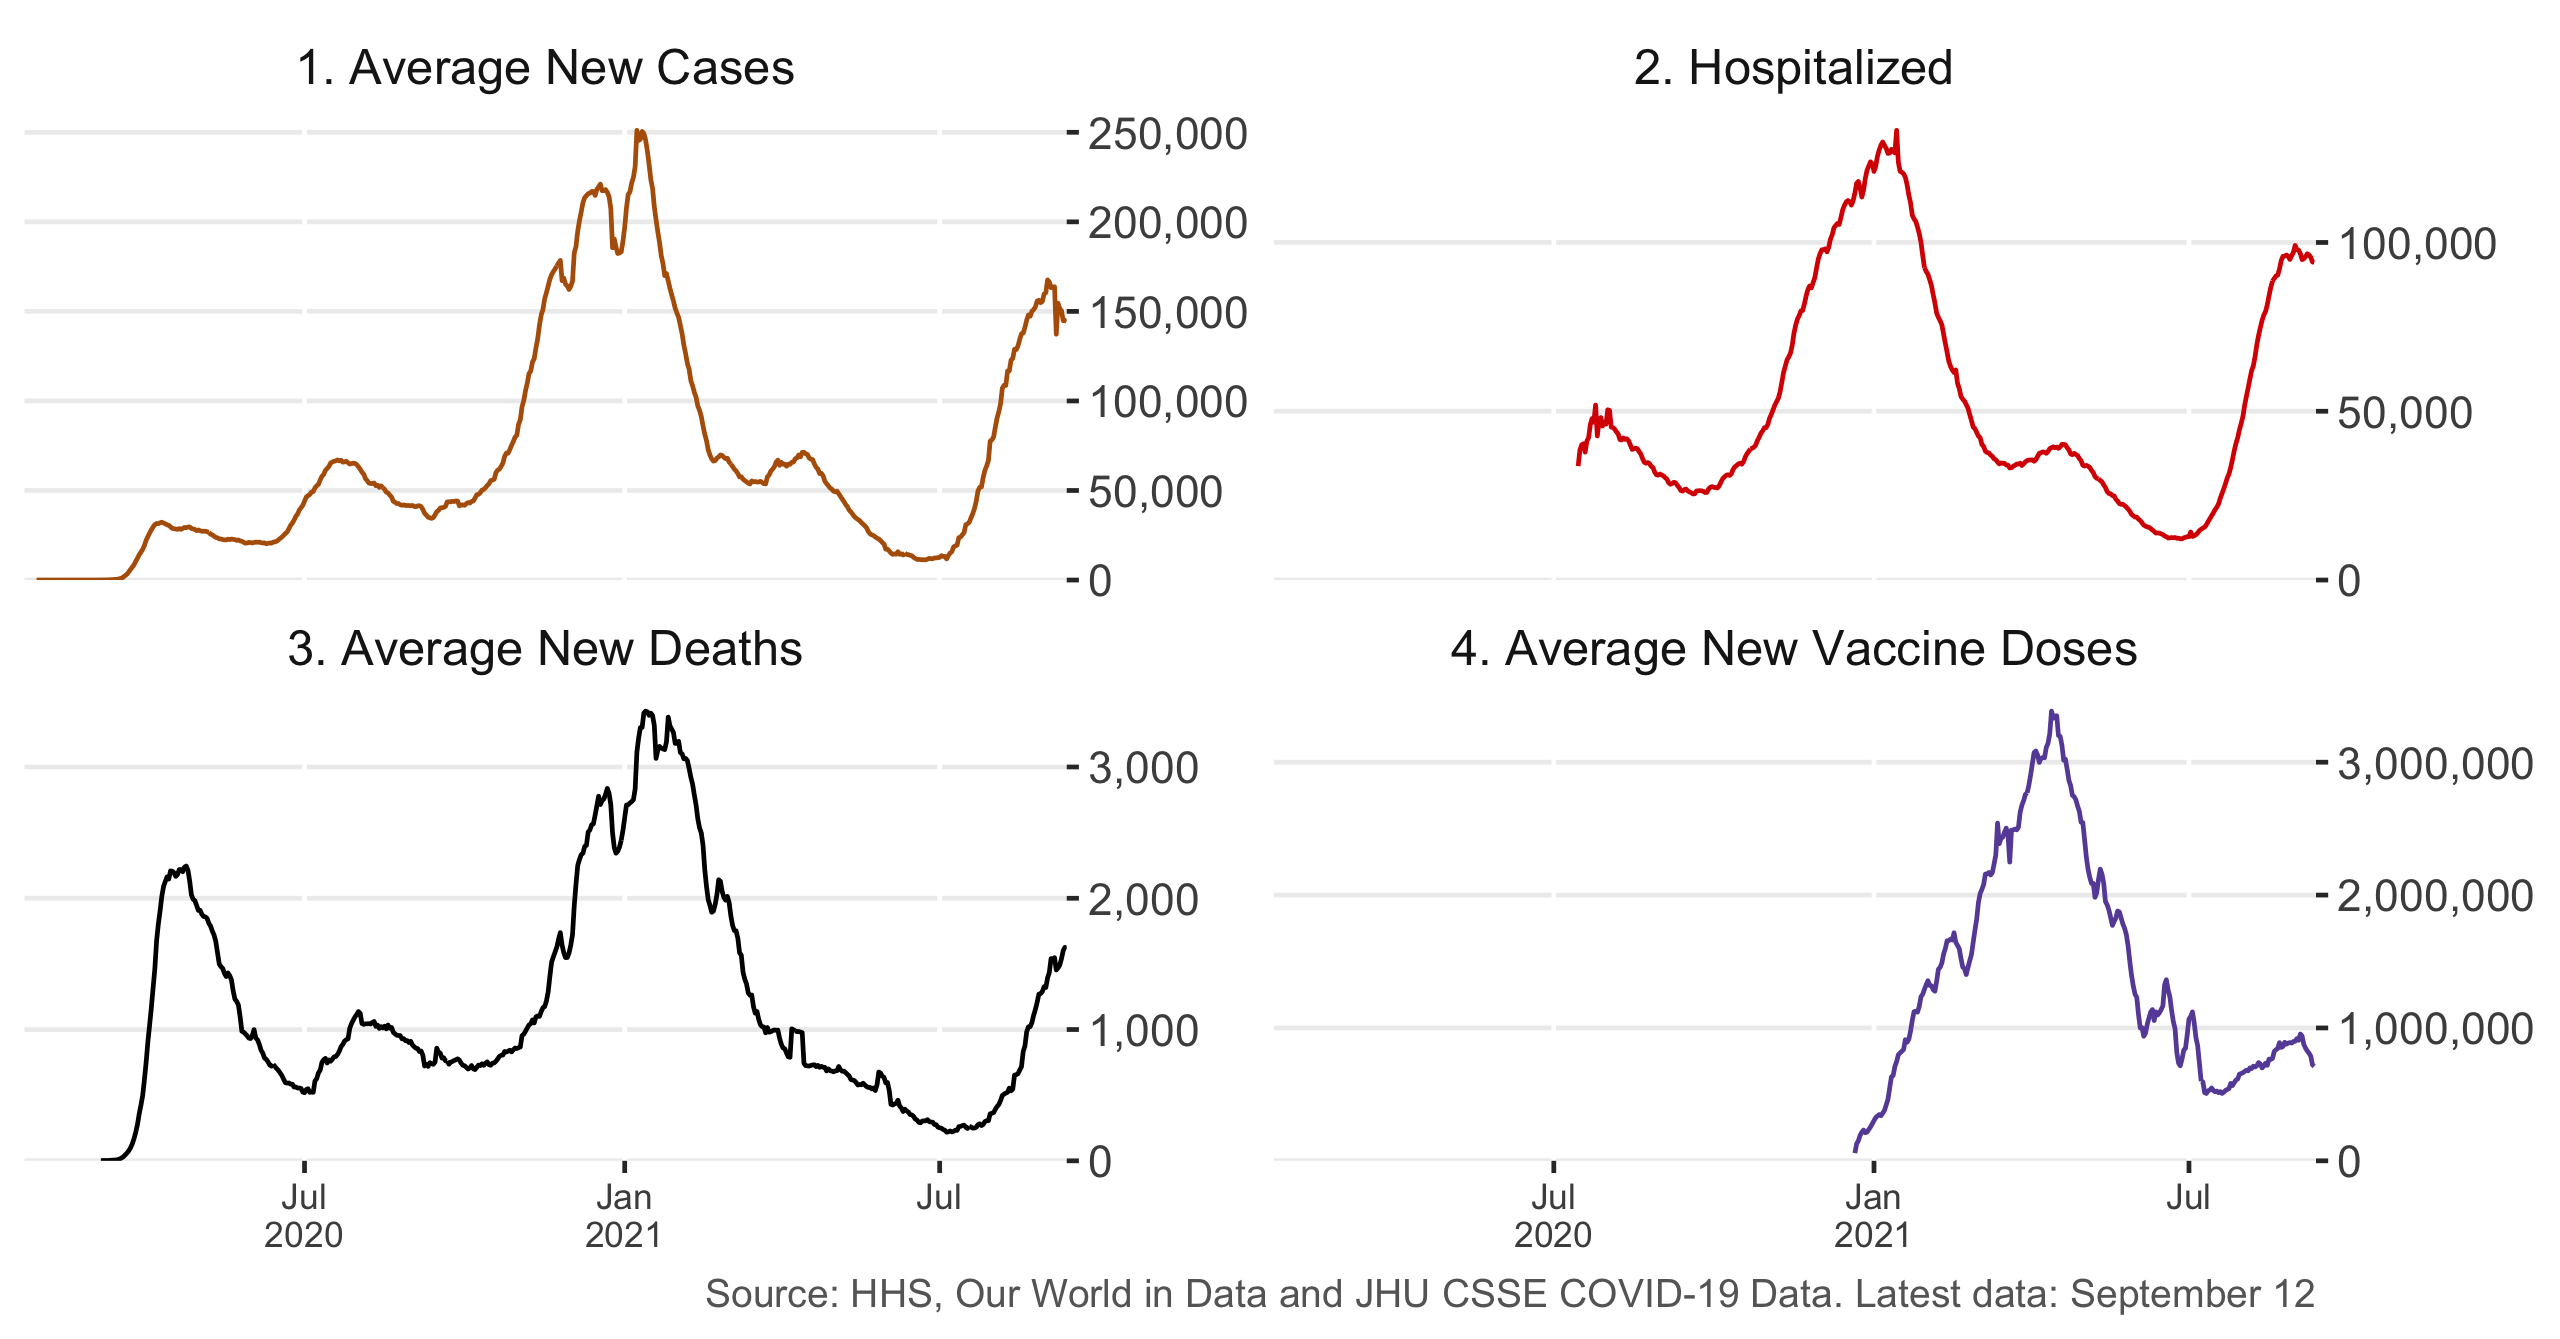 1. Average New Cases
250,000
200,000
150,000
100,000
50,000
0
2. Hospitalized
100,000
50,000
0
3. Average New Deaths
3,000
2,000
1,000
0
Jul
2020
Jan
2021
Jul
4. Average New Vaccine Doses
3,000,000
2,000,000
1,000,000
0
Jul
2020
Jan
2021
Jul
Source: HHS, Our World in Data and JHU CSSE COVID-19 Data. Latest data: September 12